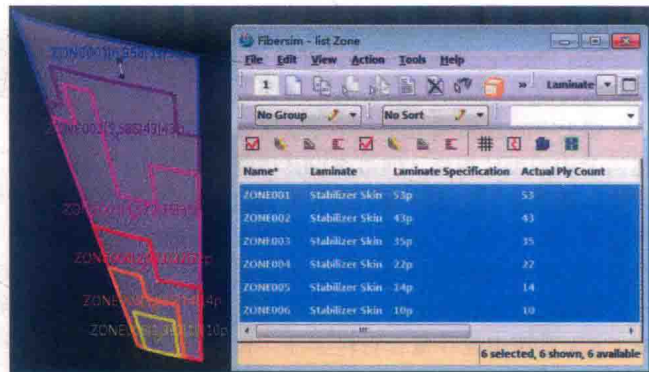 Fibersim - list Zone
File Edit View Action Tools Help
1 » Laminate
No Group No Sort
Name* Laminate Laminate Specification Actual Ply Count
ZONE001 Stabilizer Skin 53p 53
ZONE002 Stabilizer Skin 43p 43
ZONE003 Stabilizer Skin 35p 35
ZONE004 Stabilizer Skin 22p 22
ZONE005 Stabilizer Skin 14p 14
ZONE006 Stabilizer Skin 10p 10
6 selected, 6 shown, 6 available